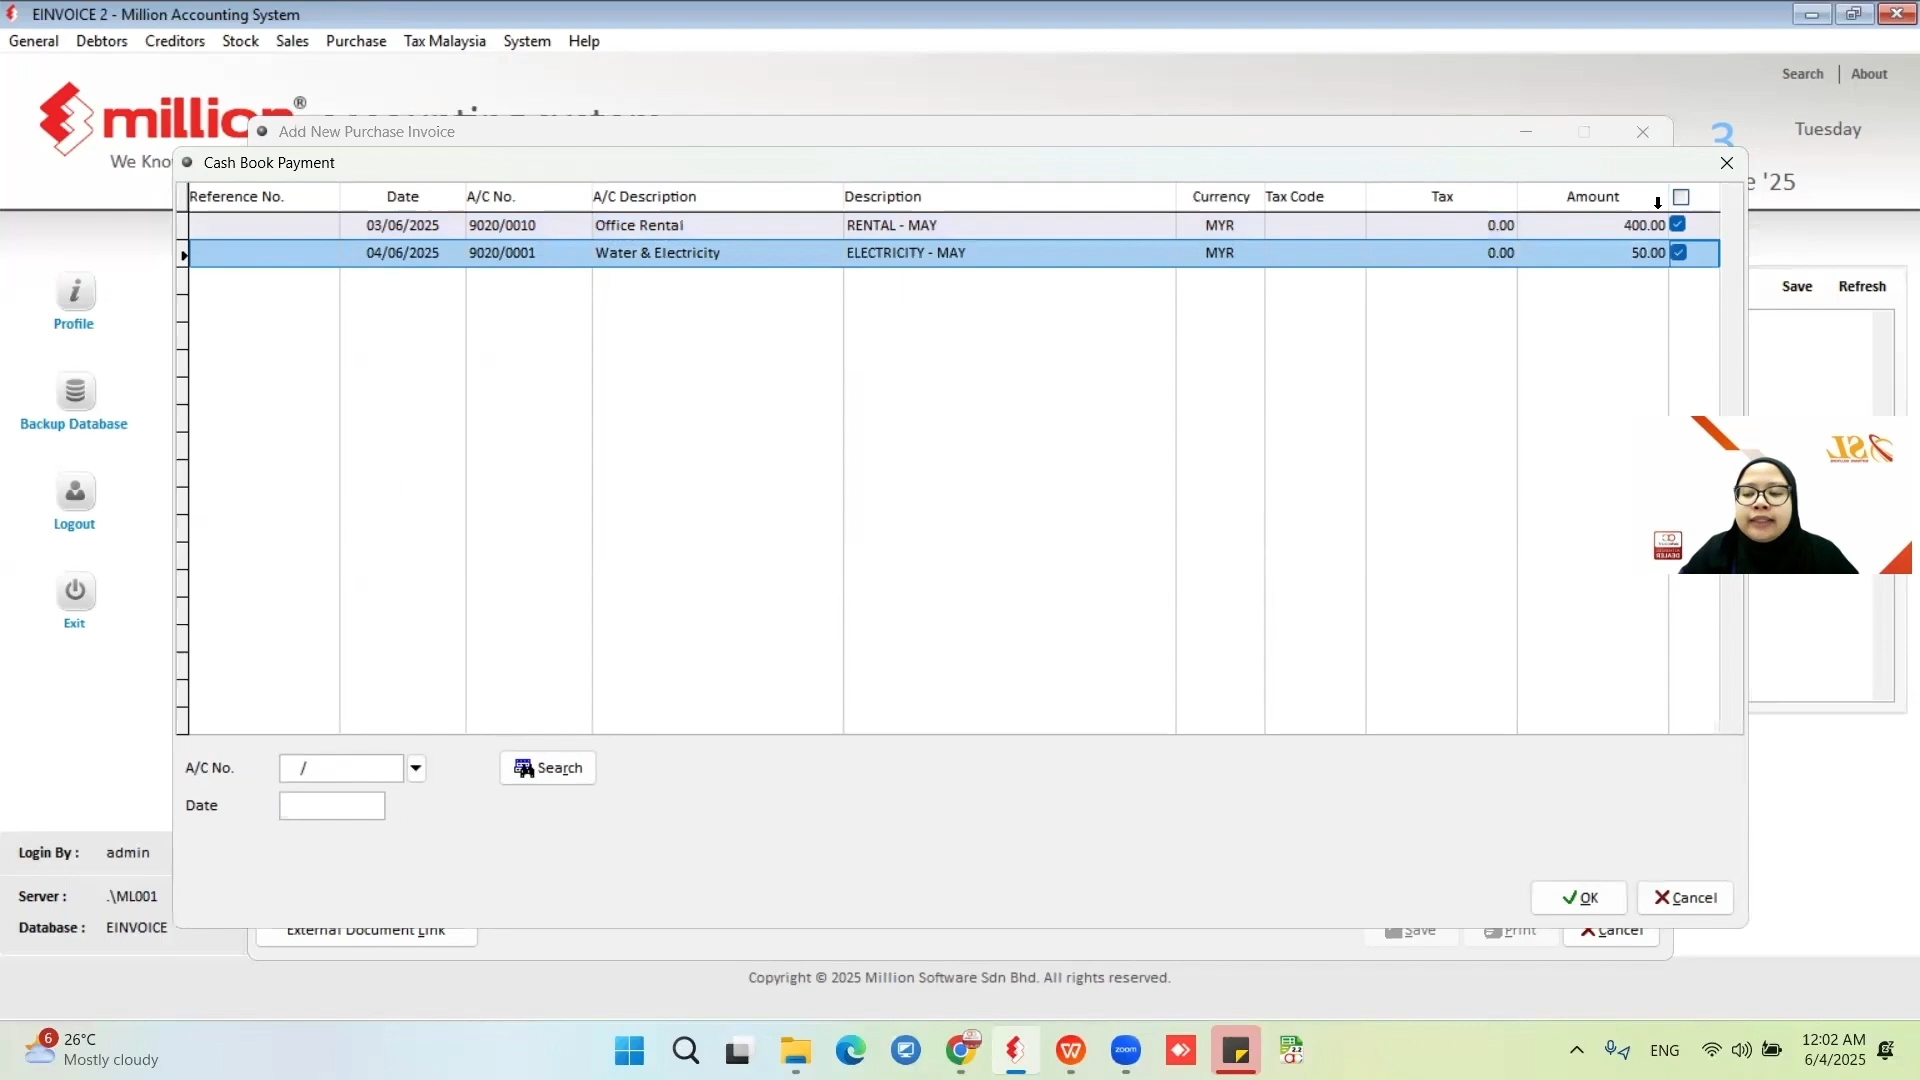 EINVOICE 2 - Million Accounting System
General Debtors Creditors Stock Sales Purchase Tax Malaysia System Help
Search About
million®
We Kno
Add New Purchase Invoice
3
Tuesday
e '25
Cash Book Payment
Reference No. Date A/C No. A/C Description Description Currency Tax Code Tax Amount
03/06/2025 9020/0010 Office Rental RENTAL - MAY MYR 0.00 400.00
04/06/2025 9020/0001 Water & Electricity ELECTRICITY - MAY MYR 0.00 50.00
Profile
Backup Database
Logout
Exit
Save Refresh
A/C No. / Search
Date
OK Cancel
Login By : admin
Server : .\ML001
Database : EINVOICE
External Document Link Save Print Cancel
Copyright © 2025 Million Software Sdn Bhd. All rights reserved.
6 26°C
Mostly cloudy
zoom
2.2
ENG
12:02 AM
6/4/2025